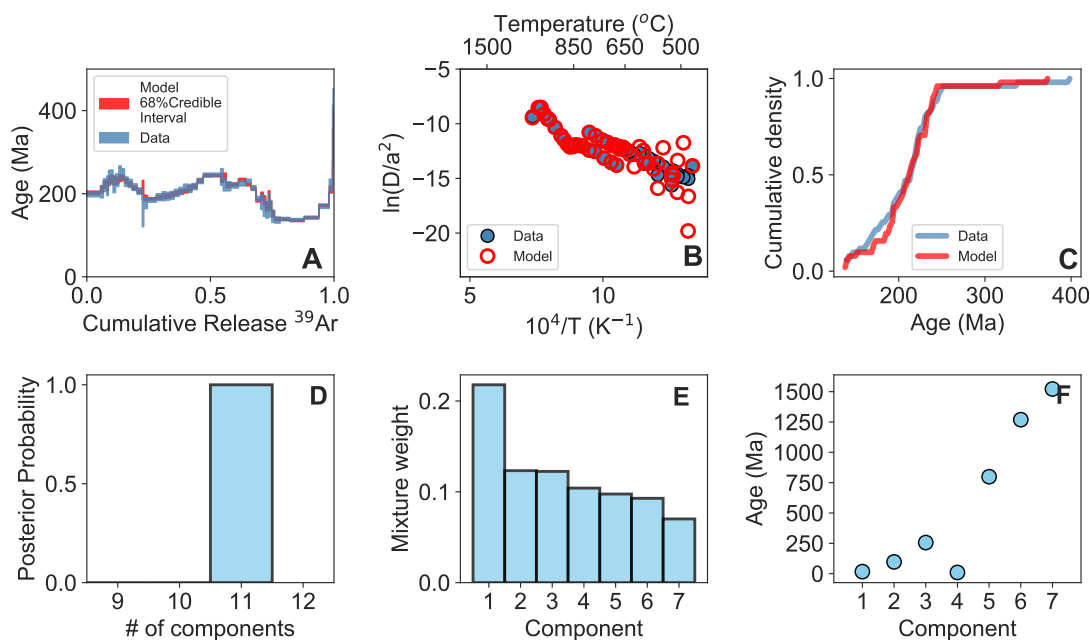 Age (Ma)
400
200
0
Model
68%Credible
Interval
Data
A
0.0
0.5
1.0
Cumulative Release ³⁹Ar
Temperature (°C)
1500
850
650
500
ln(D/a²)
−5
−10
−15
−20
Data
Model
B
5
10
10⁴/T (K⁻¹)
Cumulative density
1.0
0.5
0.0
Data
Model
C
200
300
400
Age (Ma)
Posterior Probability
1.0
0.5
0.0
D
9
10
11
12
# of components
Mixture weight
0.2
0.1
0.0
E
1 2 3 4 5 6 7
Component
Age (Ma)
1500
1250
1000
750
500
250
0
F
1 2 3 4 5 6 7
Component